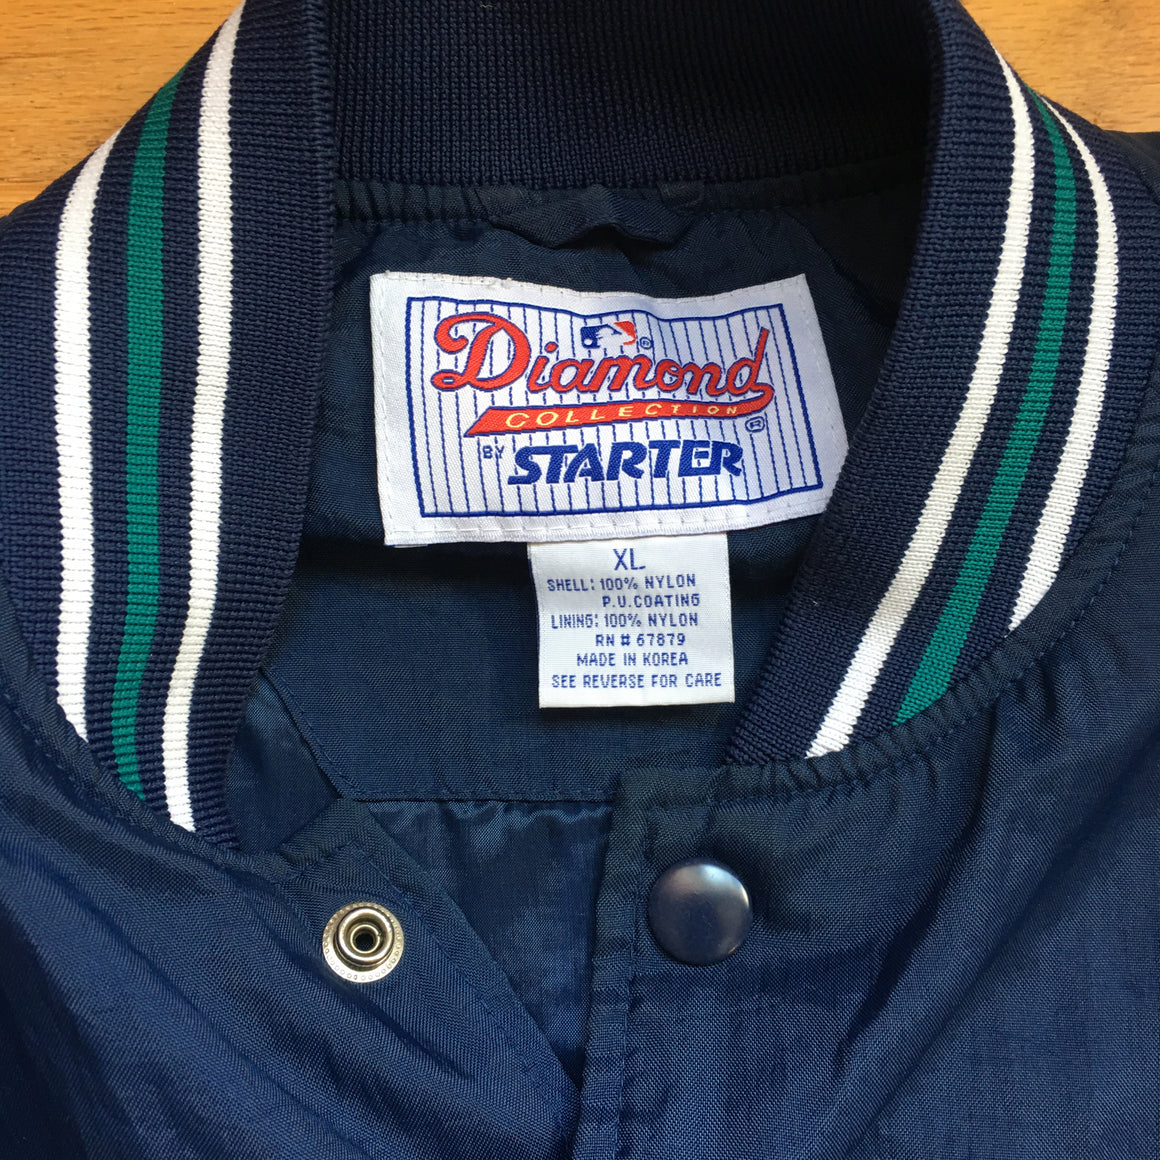 Diamond ®
COLLECTION ®
BY STARTER
XL
SHELL: 100% NYLON
P.U.COATING
LINING: 100% NYLON
RN # 67879
MADE IN KOREA
SEE REVERSE FOR CARE